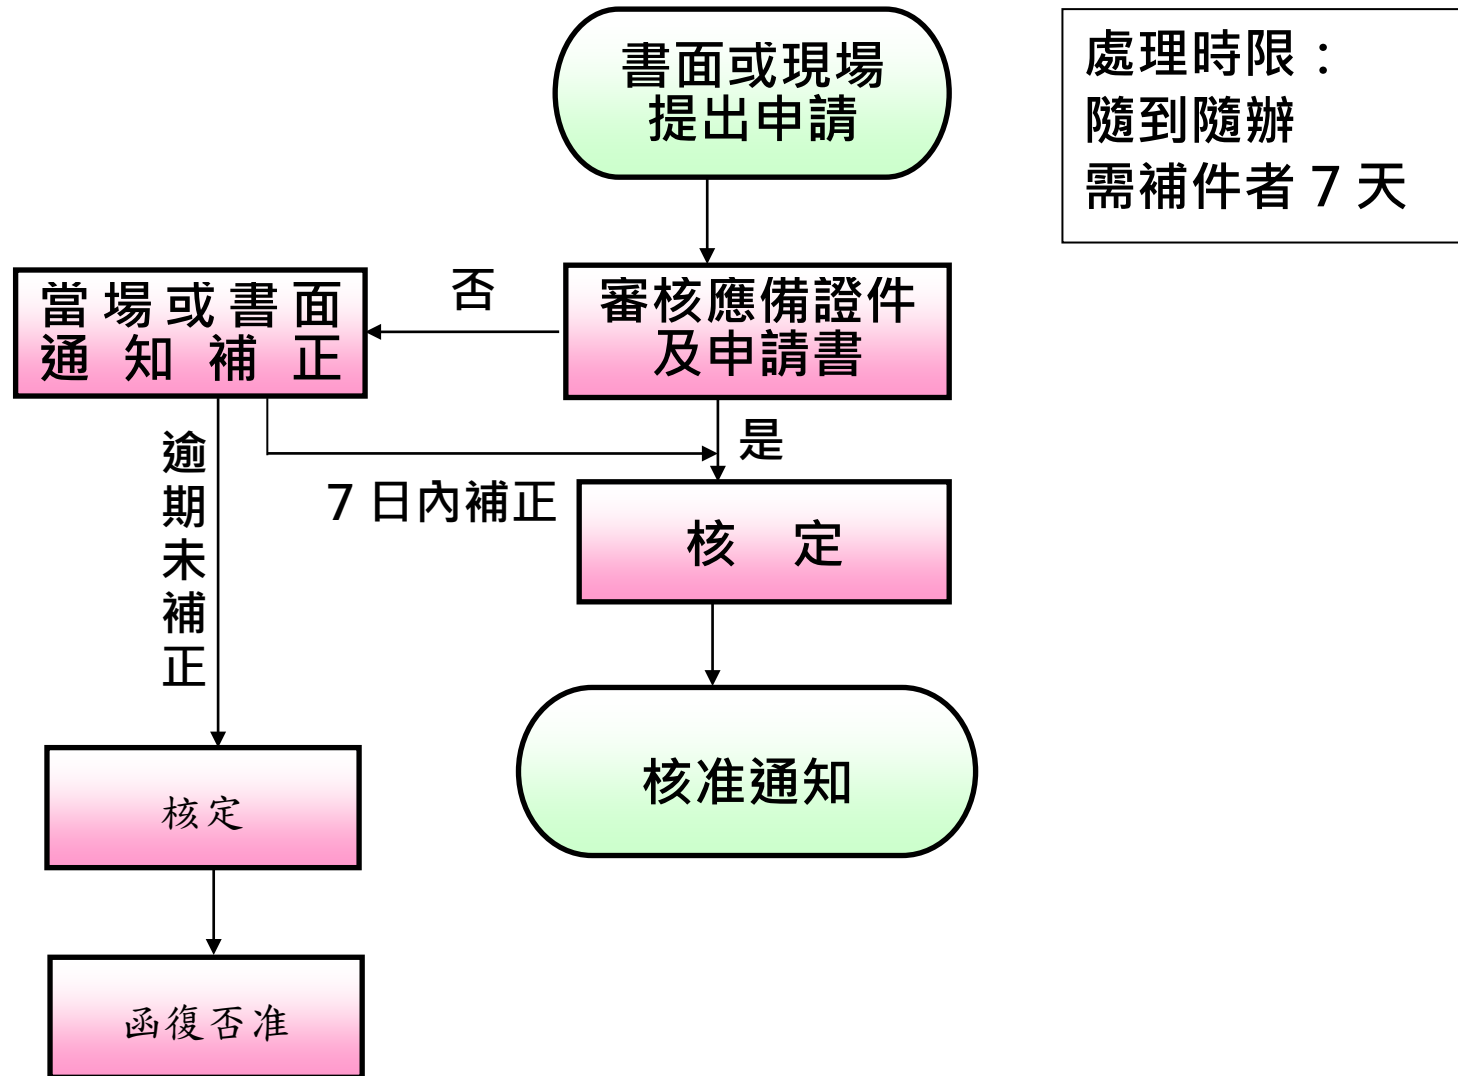 書面或現場
提出申請
處理時限：
隨到隨辦
需補件者 7 天
審核應備證件
及申請書
否
當場或書面
通知補正
是
逾期未補正
7 日內補正
核 定
核准通知
核定
函復否准